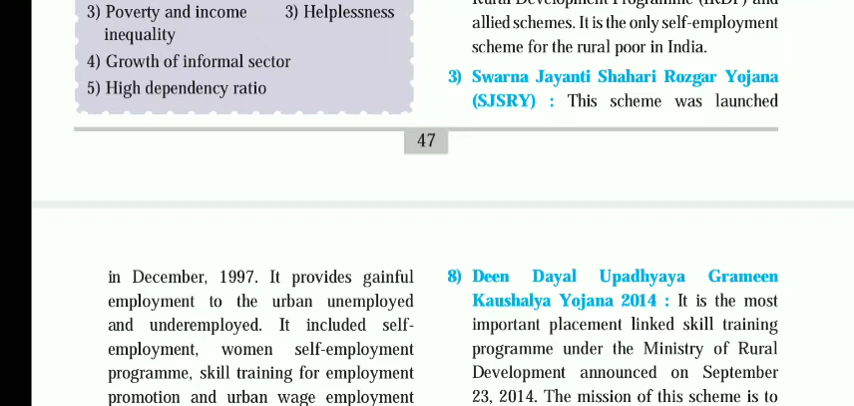 3) Poverty and income
inequality
4) Growth of informal sector
5) High dependency ratio
3) Helplessness
Rural Development Programme (IRDP) and
allied schemes. It is the only self-employment
scheme for the rural poor in India.
3) Swarna Jayanti Shahari Rozgar Yojana
(SJSRY) : This scheme was launched
47
in December, 1997. It provides gainful
employment to the urban unemployed
and underemployed. It included self-
employment, women self-employment
programme, skill training for employment
promotion and urban wage employment
8) Deen Dayal Upadhyaya Grameen
Kaushalya Yojana 2014 : It is the most
important placement linked skill training
programme under the Ministry of Rural
Development announced on September
23, 2014. The mission of this scheme is to